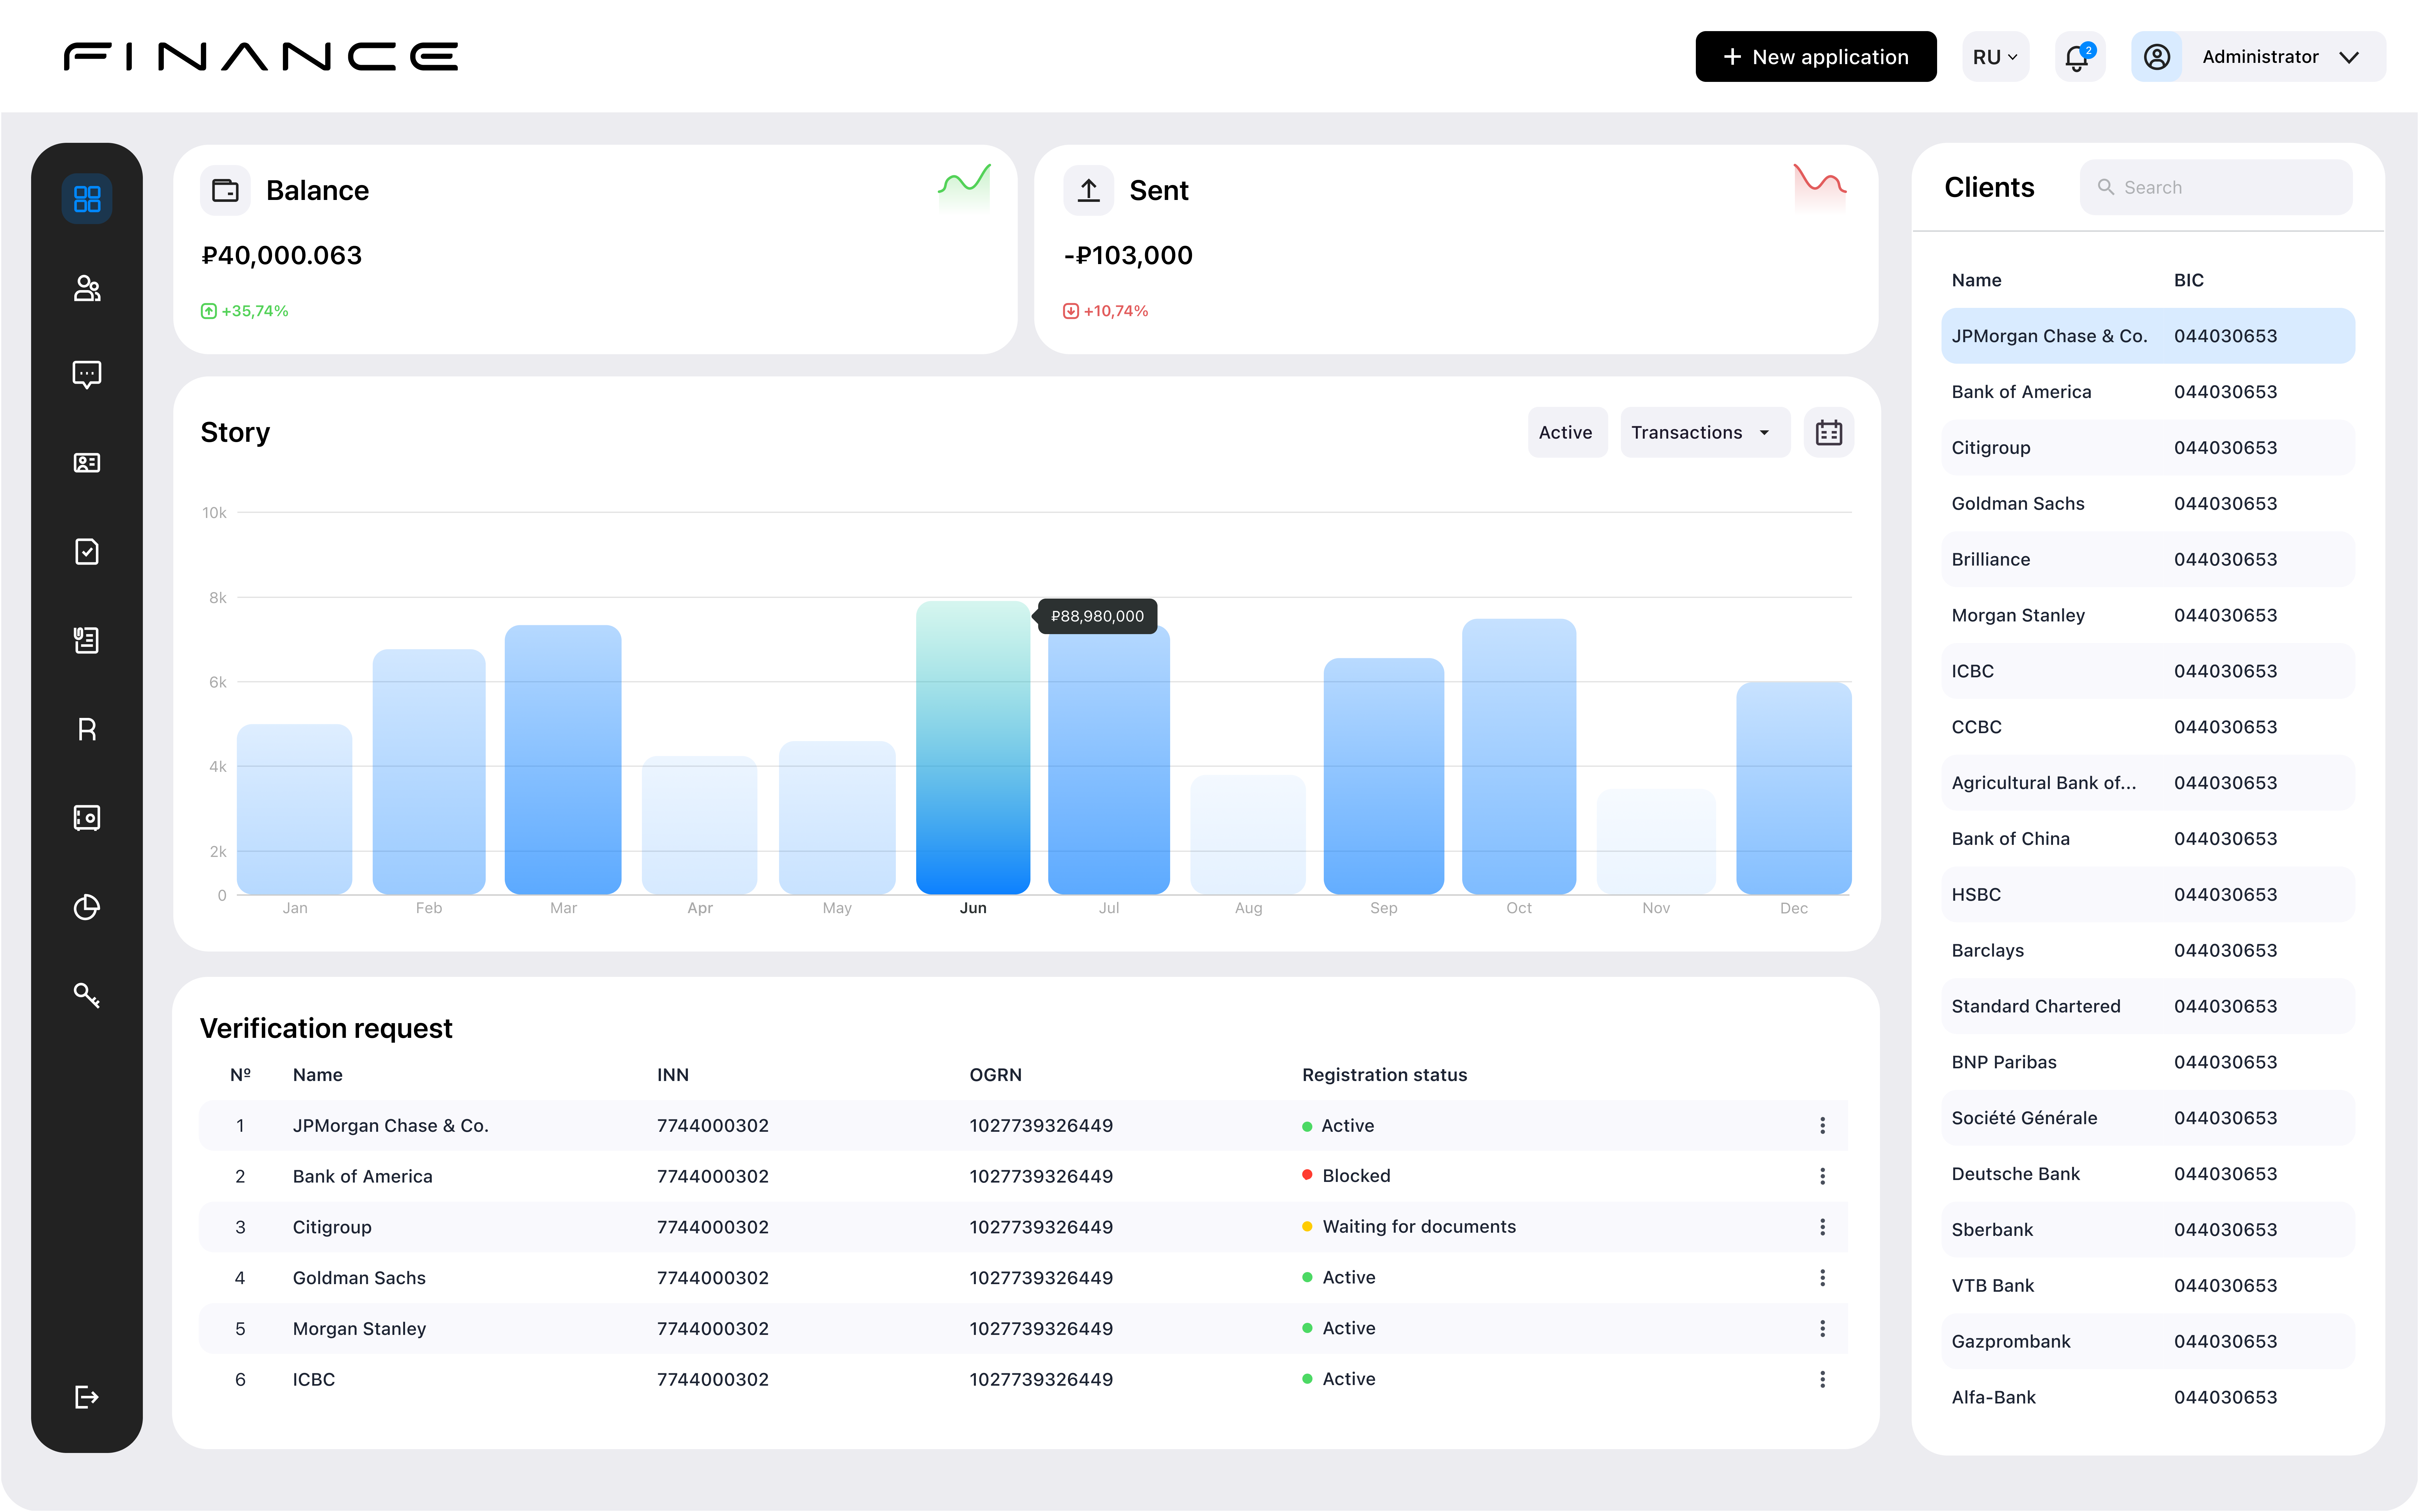 FINANCE
+ New application
RU
2
Administrator
Balance
₽40,000.063
+35,74%
Sent
-₽103,000
+10,74%
Story
Active
Transactions
10k
8k
6k
4k
2k
0
₽88,980,000
Jan Feb Mar Apr May Jun Jul Aug Sep Oct Nov Dec
Verification request
Nº Name INN OGRN Registration status
1 JPMorgan Chase & Co. 7744000302 1027739326449 Active
2 Bank of America 7744000302 1027739326449 Blocked
3 Citigroup 7744000302 1027739326449 Waiting for documents
4 Goldman Sachs 7744000302 1027739326449 Active
5 Morgan Stanley 7744000302 1027739326449 Active
6 ICBC 7744000302 1027739326449 Active
Clients
Search
Name BIC
JPMorgan Chase & Co. 044030653
Bank of America 044030653
Citigroup 044030653
Goldman Sachs 044030653
Brilliance 044030653
Morgan Stanley 044030653
ICBC 044030653
CCBC 044030653
Agricultural Bank of... 044030653
Bank of China 044030653
HSBC 044030653
Barclays 044030653
Standard Chartered 044030653
BNP Paribas 044030653
Société Générale 044030653
Deutsche Bank 044030653
Sberbank 044030653
VTB Bank 044030653
Gazprombank 044030653
Alfa-Bank 044030653
R